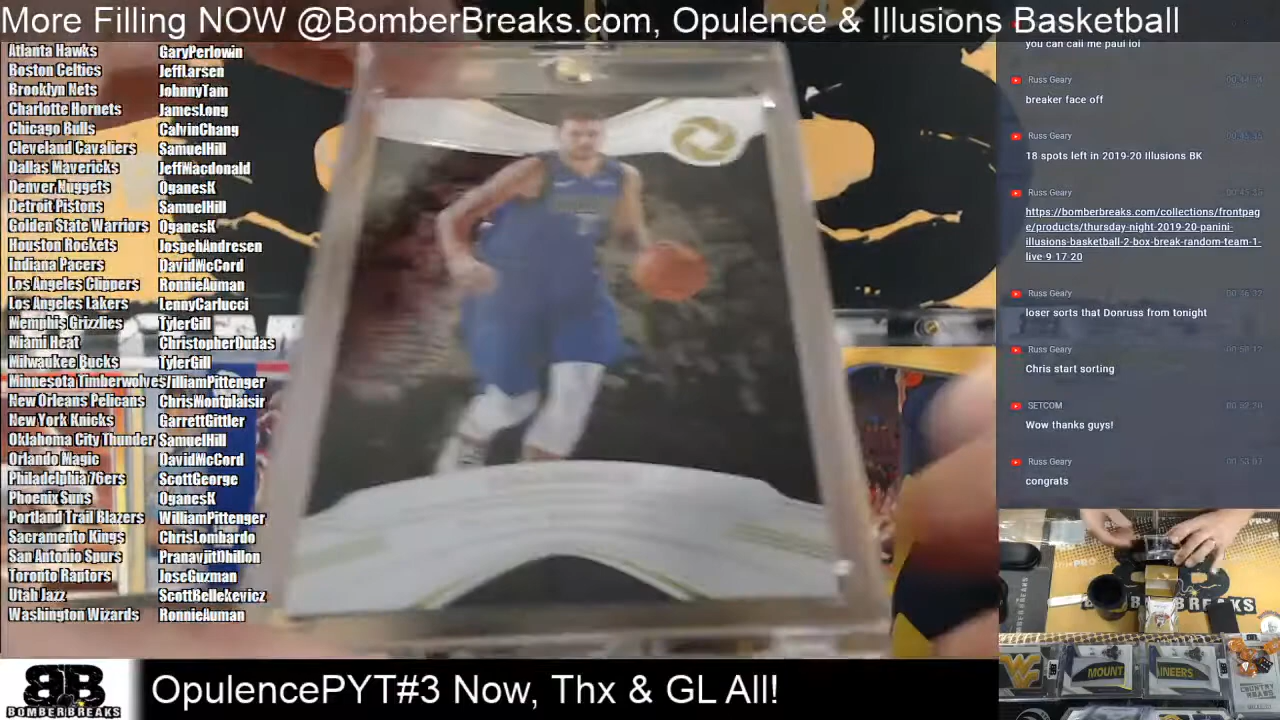 More Filling NOW @BomberBreaks.com, Opulence & Illusions Basketball
Atlanta Hawks GaryPerlowin
Boston Celtics JeffLarsen
Brooklyn Nets JohnnyTam
Charlotte Hornets JamesLong
Chicago Bulls CalvinChang
Cleveland Cavaliers SamuelHill
Dallas Mavericks JeffMacdonald
Denver Nuggets OganesK
Detroit Pistons SamuelHill
Golden State Warriors OganesK
Houston Rockets JospehAndresen
Indiana Pacers DavidMcCord
Los Angeles Clippers RonnieAuman
Los Angeles Lakers LennyCarlucci
Memphis Grizzlies TylerGill
Miami Heat ChristopherDudas
Milwaukee Bucks TylerGill
Minnesota Timberwolves WilliamPittenger
New Orleans Pelicans ChrisMontplaisir
New York Knicks GarrettGittler
Oklahoma City Thunder SamuelHill
Orlando Magic DavidMcCord
Philadelphia 76ers ScottGeorge
Phoenix Suns OganesK
Portland Trail Blazers WilliamPittenger
Sacramento Kings ChrisLombardo
San Antonio Spurs PranavjitDhillon
Toronto Raptors JoseGuzman
Utah Jazz ScottBellekevicz
Washington Wizards RonnieAuman
you can call me paul lol
Russ Geary
breaker face off
Russ Geary
18 spots left in 2019-20 Illusions BK
Russ Geary
https://bomberbreaks.com/collections/frontpag
e/products/thursday-night-2019-20-panini-
illusions-basketball-2-box-break-random-team-1-
live-9-17-20
Russ Geary
loser sorts that Donruss from tonight
Russ Geary
Chris start sorting
SETCOM
Wow thanks guys!
Russ Geary
congrats
BREAKS
MOUNT
AINEERS
BB
BOMBERBREAKS
OpulencePYT#3 Now, Thx & GL All!